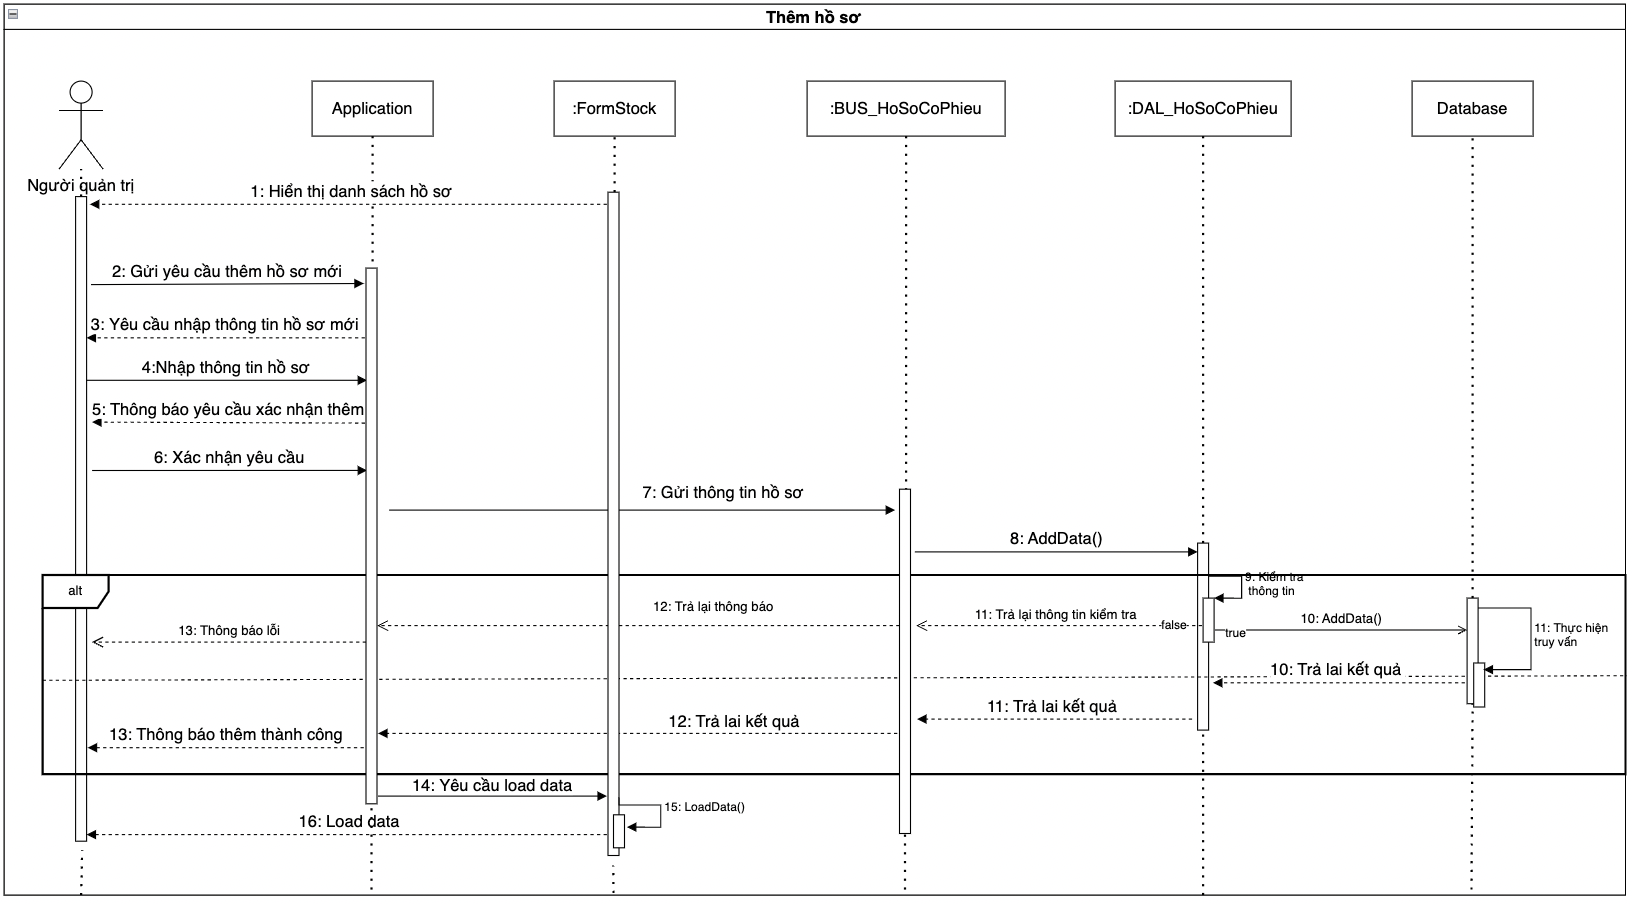 Thêm hồ sơ
Application
:FormStock
:BUS_HoSoCoPhieu
:DAL_HoSoCoPhieu
Database
Người quản trị
1: Hiển thị danh sách hồ sơ
2: Gửi yêu cầu thêm hồ sơ mới
3: Yêu cầu nhập thông tin hồ sơ mới
4:Nhập thông tin hồ sơ
5: Thông báo yêu cầu xác nhận thêm
6: Xác nhận yêu cầu
7: Gửi thông tin hồ sơ
8: AddData()
alt
9: Kiểm tra
thông tin
12: Trả lại thông báo
11: Trả lại thông tin kiểm tra
false
true
10: AddData()
11: Thực hiện
truy vấn
13: Thông báo lỗi
10: Trả lai kết quả
11: Trả lai kết quả
12: Trả lai kết quả
13: Thông báo thêm thành công
14: Yêu cầu load data
15: LoadData()
16: Load data